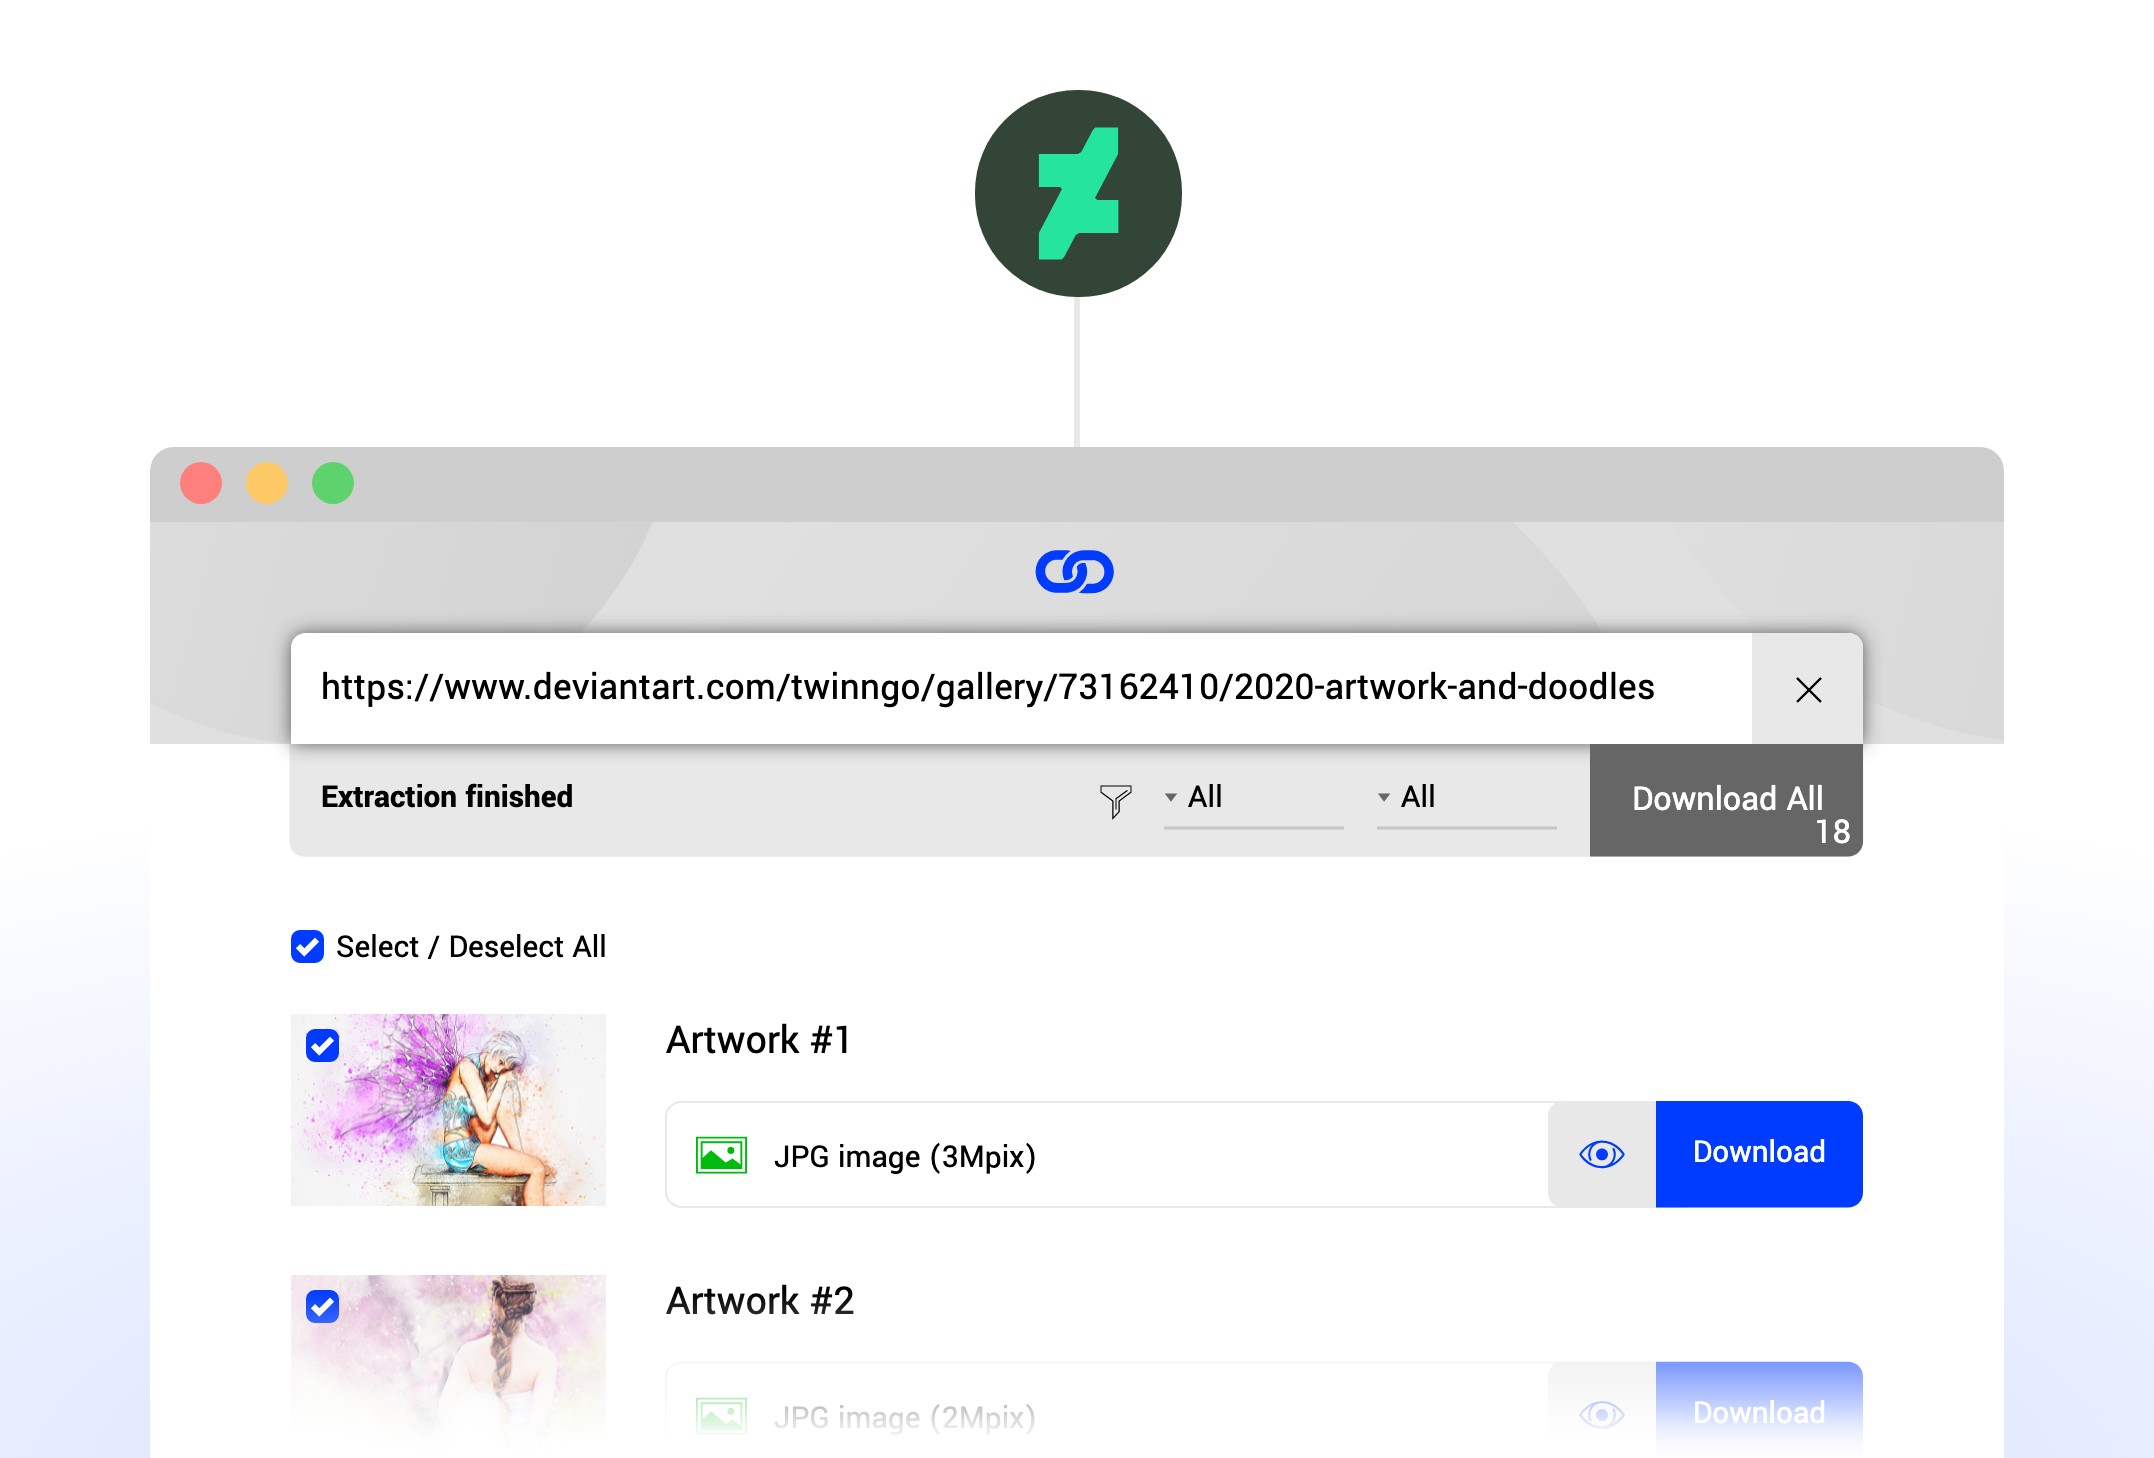 https://www.deviantart.com/twinngo/gallery/73162410/2020-artwork-and-doodles
Extraction finished
All
All
Download All
18
Select / Deselect All
Artwork #1
JPG image (3Mpix)
Download
Artwork #2
JPG image (2Mpix)
Download